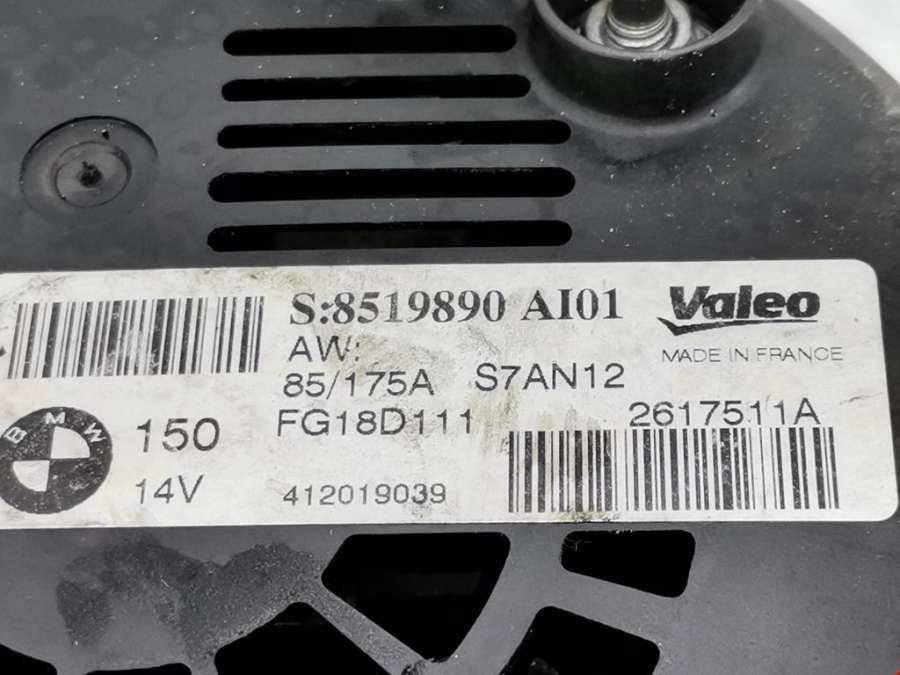 S:8519890 AI01
Valeo
AW:
MADE IN FRANCE
85/175A S7AN12
BMW
150
FG18D111
2617511A
14V
412019039